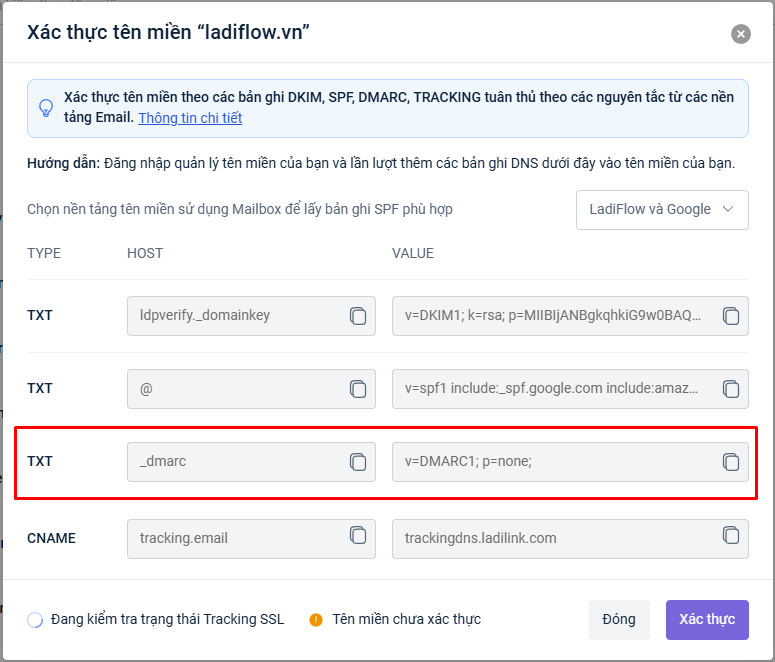 Xác thực tên miền “ladiflow.vn”
Xác thực tên miền theo các bản ghi DKIM, SPF, DMARC, TRACKING tuân thủ theo các nguyên tắc từ các nền
tảng Email. Thông tin chi tiết
Hướng dẫn: Đăng nhập quản lý tên miền của bạn và lần lượt thêm các bản ghi DNS dưới đây vào tên miền của bạn.
Chọn nền tảng tên miền sử dụng Mailbox để lấy bản ghi SPF phù hợp LadiFlow và Google
TYPE HOST VALUE
TXT ldpverify._domainkey v=DKIM1; k=rsa; p=MIIBIjANBgkqhkiG9w0BAQ...
TXT @ v=spf1 include:_spf.google.com include:amaz...
TXT _dmarc v=DMARC1; p=none;
CNAME tracking.email trackingdns.ladilink.com
Đang kiểm tra trạng thái Tracking SSL Tên miền chưa xác thực Đóng Xác thực